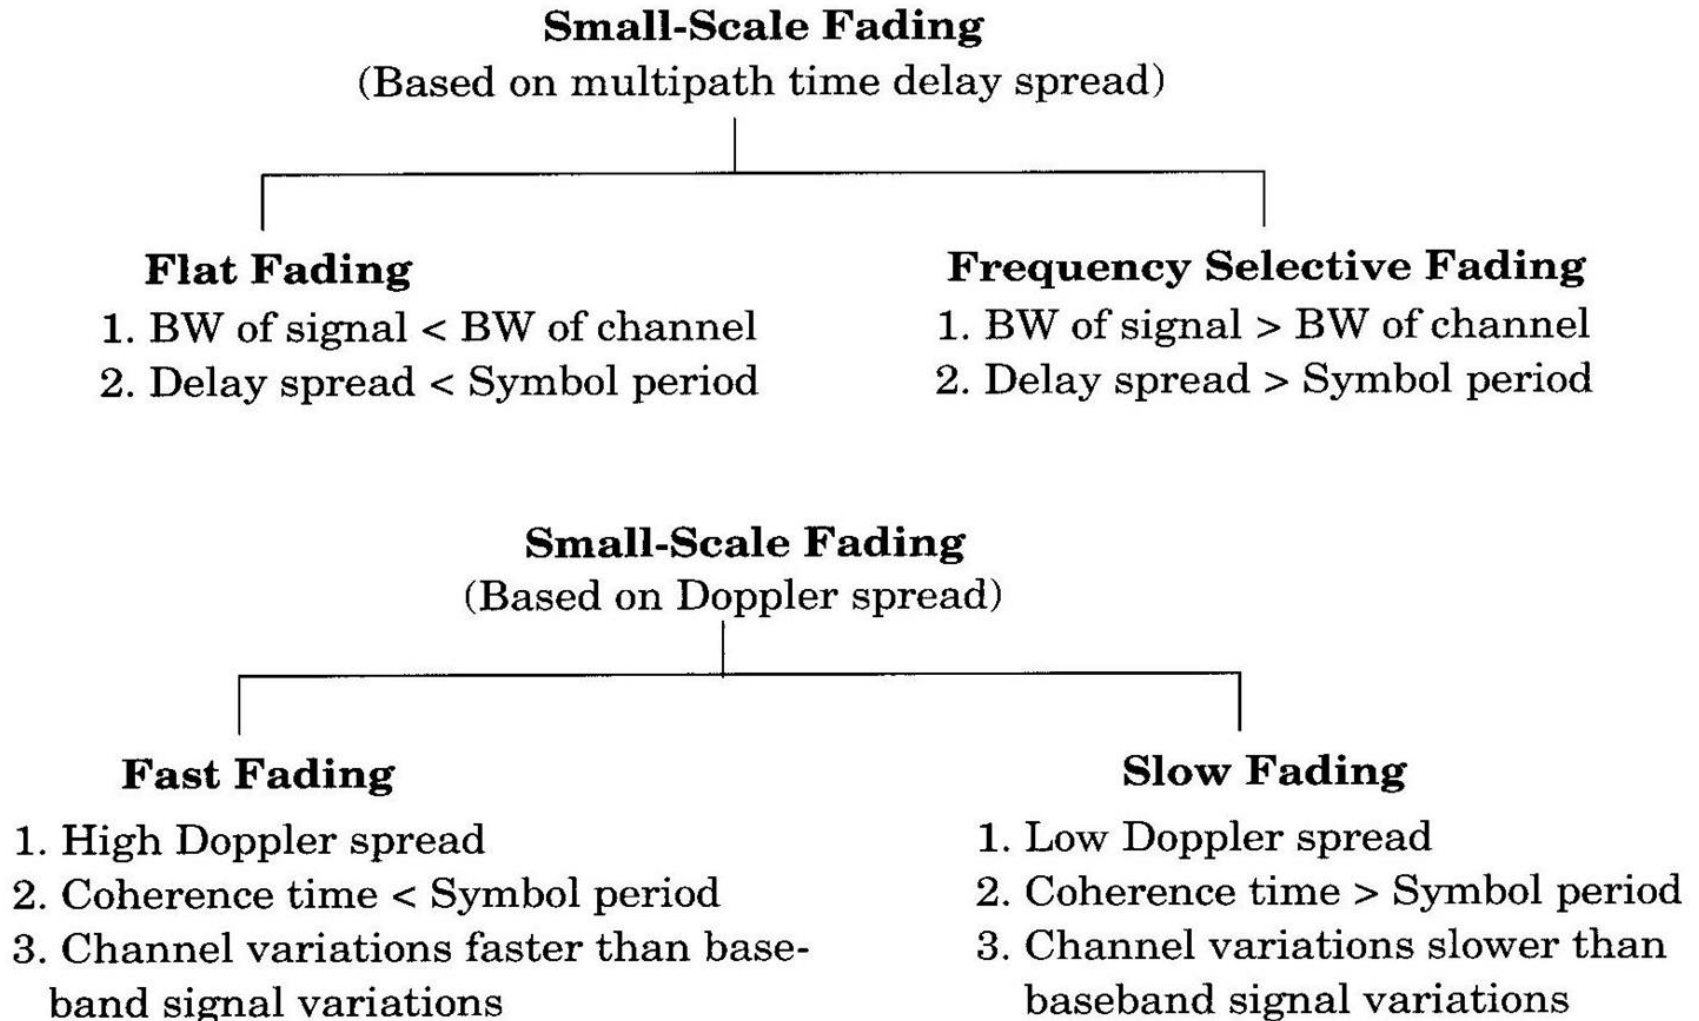 Small-Scale Fading
(Based on multipath time delay spread)
Flat Fading
1. BW of signal < BW of channel
2. Delay spread < Symbol period
Frequency Selective Fading
1. BW of signal > BW of channel
2. Delay spread > Symbol period
Small-Scale Fading
(Based on Doppler spread)
Fast Fading
1. High Doppler spread
2. Coherence time < Symbol period
3. Channel variations faster than base-
band signal variations
Slow Fading
1. Low Doppler spread
2. Coherence time > Symbol period
3. Channel variations slower than
baseband signal variations